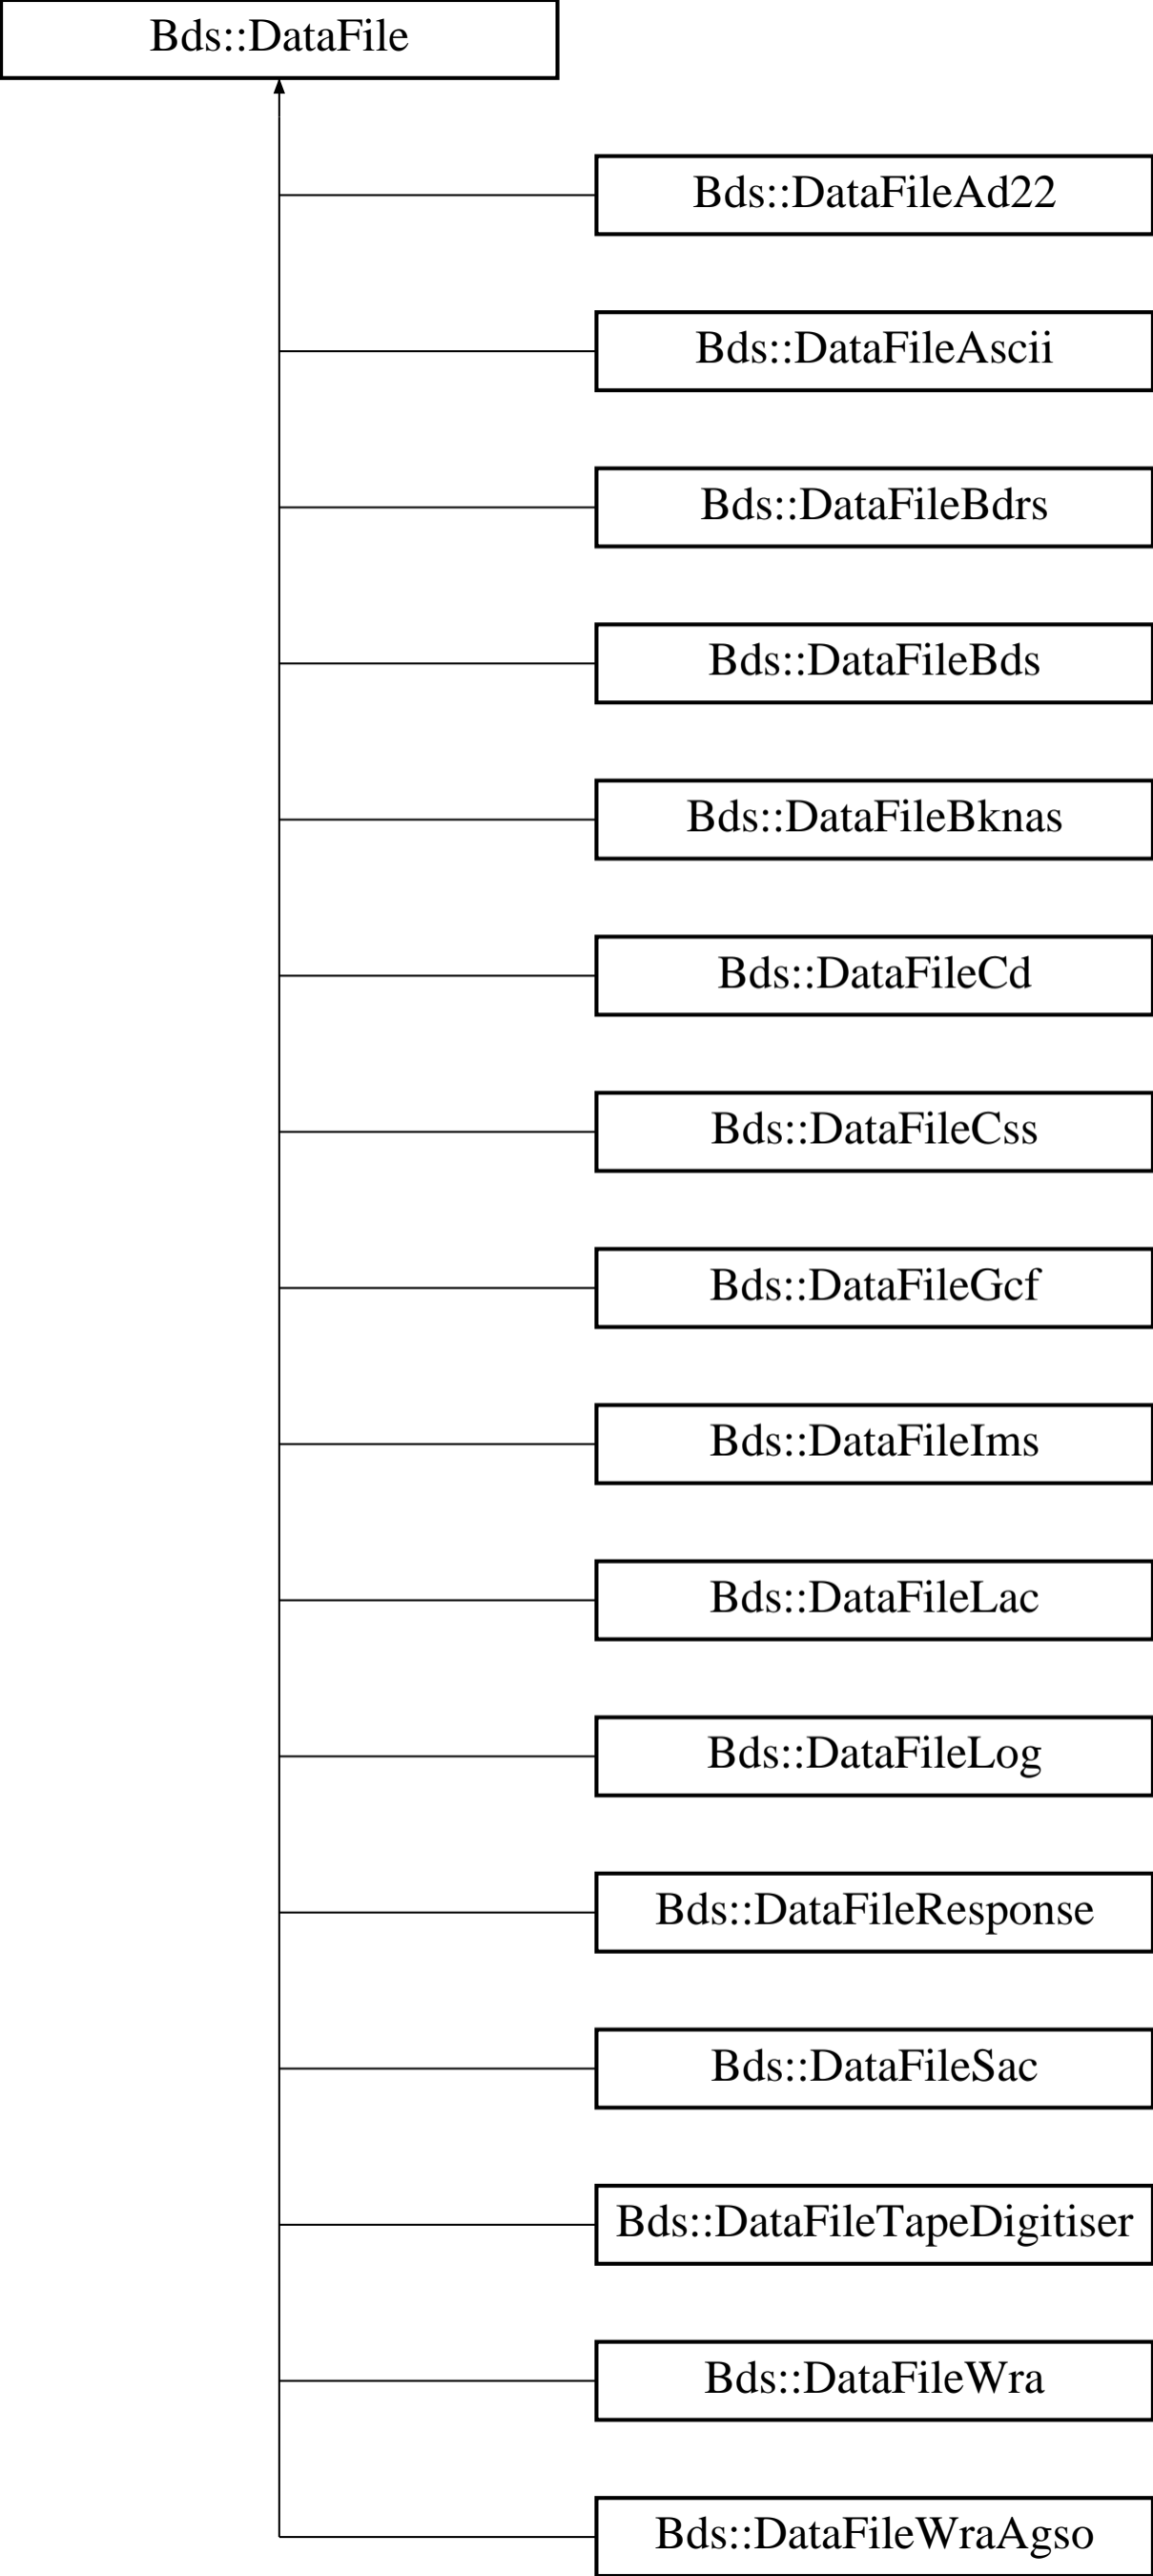 Bds::DataFile
Bds::DataFileAd22
Bds::DataFileAscii
Bds::DataFileBdrs
Bds::DataFileBds
Bds::DataFileBknas
Bds::DataFileCd
Bds::DataFileCss
Bds::DataFileGcf
Bds::DataFileIms
Bds::DataFileLac
Bds::DataFileLog
Bds::DataFileResponse
Bds::DataFileSac
Bds::DataFileTapeDigitiser
Bds::DataFileWra
Bds::DataFileWraAgso